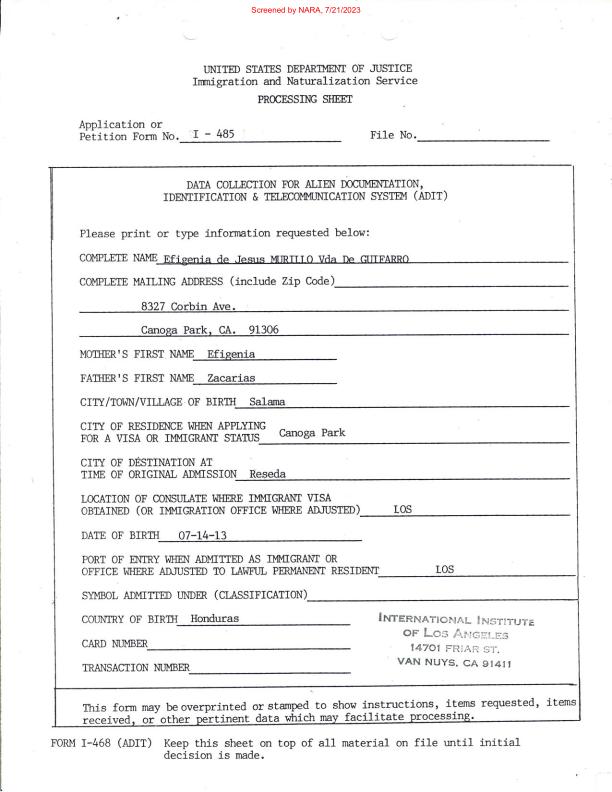 Screened by NARA, 7/21/2023
UNITED STATES DEPARTMENT OF JUSTICE
Immigration and Naturalization Service
PROCESSING SHEET
Application or
Petition Form No. I - 485 File No.
DATA COLLECTION FOR ALIEN DOCUMENTATION,
IDENTIFICATION & TELECOMMUNICATION SYSTEM (ADIT)
Please print or type information requested below:
COMPLETE NAME Efigenia de Jesus MURILLO Vda De GUIFARRO
COMPLETE MAILING ADDRESS (include Zip Code)
8327 Corbin Ave.
Canoga Park, CA. 91306
MOTHER'S FIRST NAME Efigenia
FATHER'S FIRST NAME Zacarias
CITY/TOWN/VILLAGE OF BIRTH Salama
CITY OF RESIDENCE WHEN APPLYING
FOR A VISA OR IMMIGRANT STATUS Canoga Park
CITY OF DESTINATION AT
TIME OF ORIGINAL ADMISSION Reseda
LOCATION OF CONSULATE WHERE IMMIGRANT VISA
OBTAINED (OR IMMIGRATION OFFICE WHERE ADJUSTED) LOS
DATE OF BIRTH 07-14-13
PORT OF ENTRY WHEN ADMITTED AS IMMIGRANT OR
OFFICE WHERE ADJUSTED TO LAWFUL PERMANENT RESIDENT LOS
SYMBOL ADMITTED UNDER (CLASSIFICATION)
COUNTRY OF BIRTH Honduras
CARD NUMBER
TRANSACTION NUMBER
INTERNATIONAL INSTITUTE
OF LOS ANGELES
14701 FRIAR ST.
VAN NUYS, CA 91411
This form may be overprinted or stamped to show instructions, items requested, items
received, or other pertinent data which may facilitate processing.
FORM I-468 (ADIT) Keep this sheet on top of all material on file until initial
decision is made.